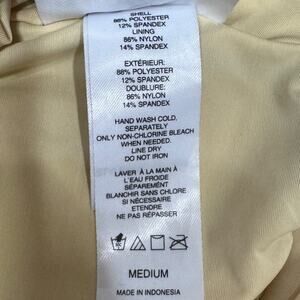 SHELL
88% POLYESTER
12% SPANDEX
LINING
86% NYLON
14% SPANDEX
EXTÉRIEUR:
88% POLYESTER
12% SPANDEX
DOUBLURE:
86% NYLON
14% SPANDEX
HAND WASH COLD.
SEPARATELY
ONLY NON-CHLORINE BLEACH
WHEN NEEDED.
LINE DRY
DO NOT IRON
LAVER À LA MAIN À
L'EAU FROIDE
SÉPARÉMENT
BLANCHIR SANS CHLORE
SI NÉCESSAIRE
ETENDRE
NE PAS REPASSER
MEDIUM
MADE IN INDONESIA